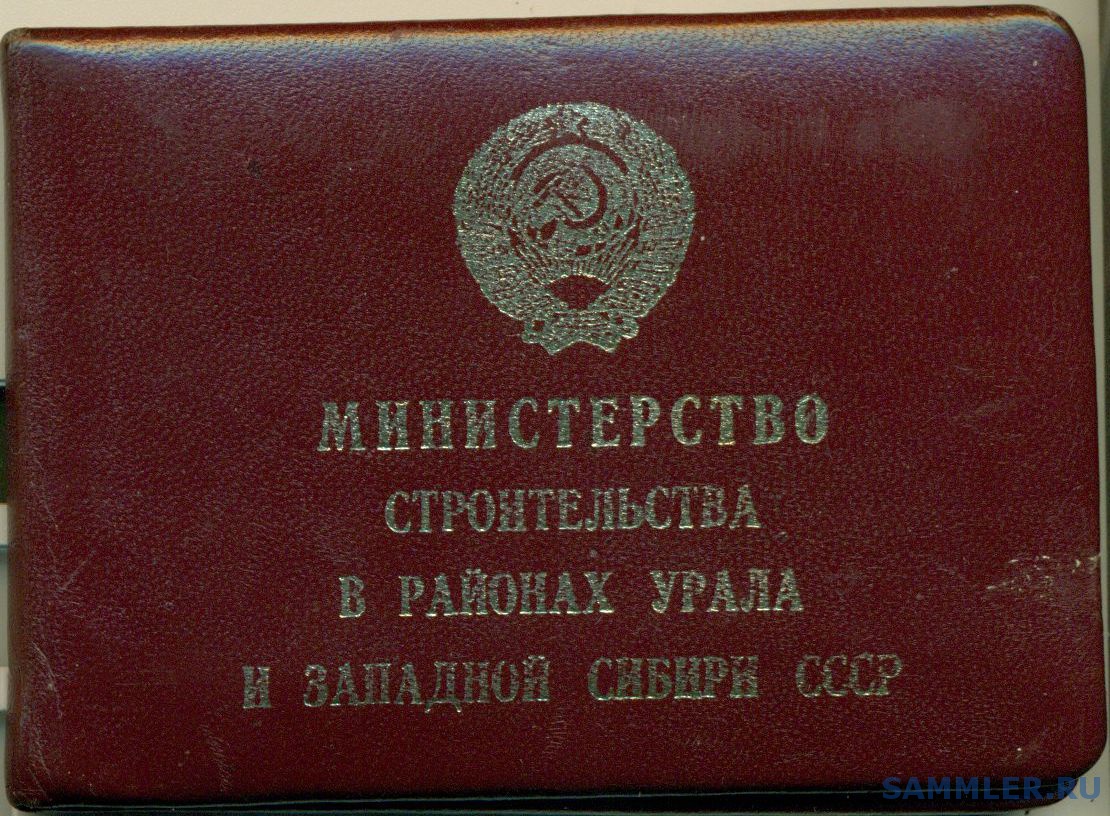 МИНИСТЕРСТВО
СТРОИТЕЛЬСТВА
В РАЙОНАХ УРАЛА
И ЗАПАДНОЙ СИБИРИ СССР
SAMMLER.RU